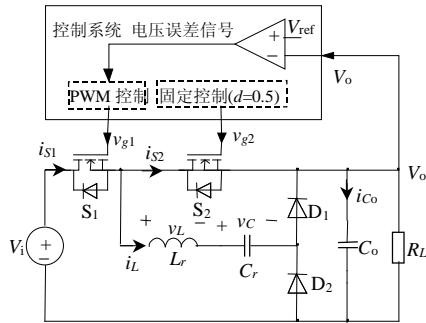 控制系统 电压误差信号
V_ref
PWM 控制
固定控制(d=0.5)
V_o
v_g1
v_g2
i_S1
i_S2
V_o
S_1
S_2
D_1
i_Co
+ v_L −
+ v_C −
V_i
i_L
L_r
C_r
C_o
R_L
D_2